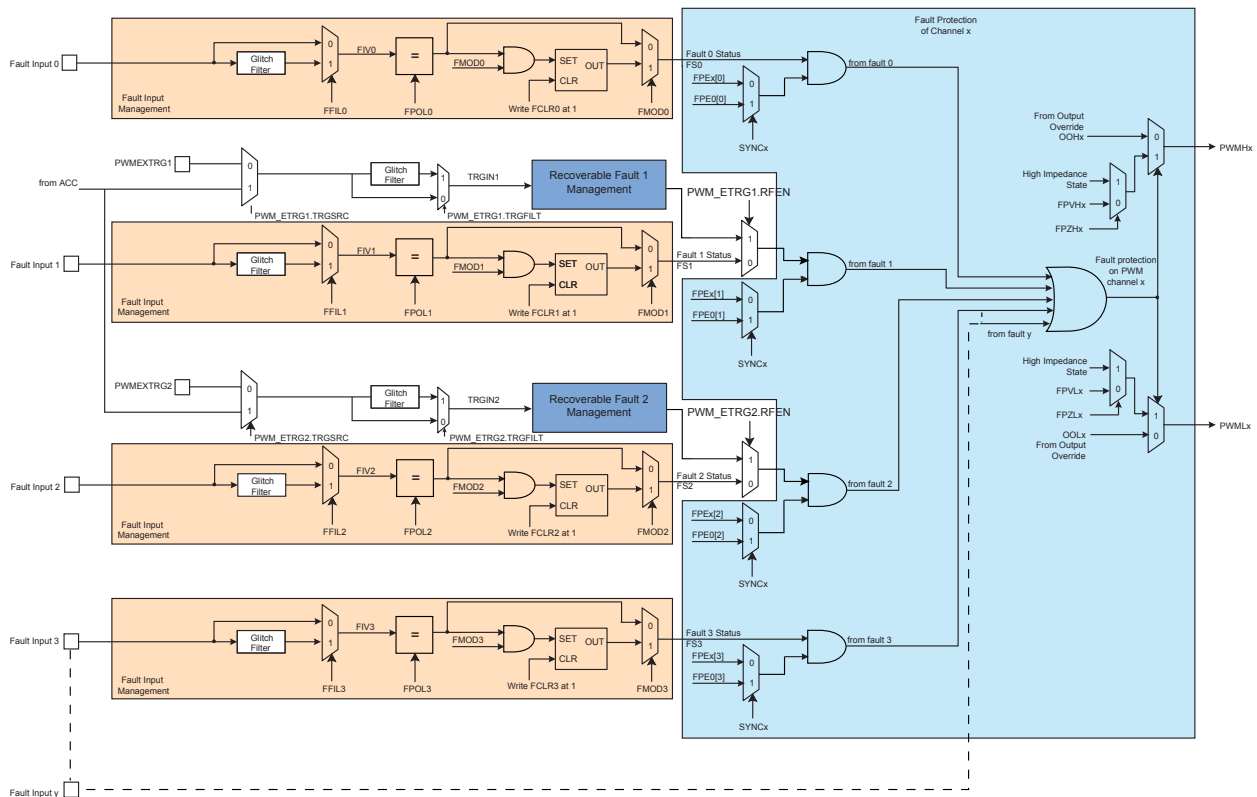 Fault Protection
of Channel x
Fault Input 0
Glitch
Filter
0
1
FIV0
=
FMOD0
SET
OUT
CLR
0
1
Fault 0 Status
FS0
FPEx[0]
FPE0[0]
0
1
from fault 0
Fault Input
Management
FFIL0
FPOL0
Write FCLR0 at 1
FMOD0
SYNCx
From Output
Override
OOHx
0
1
PWMHx
High Impedance
State
FPVHx
FPZHx
1
0
PWMEXTRG1
from ACC
0
1
Glitch
Filter
1
0
TRGIN1
Recoverable Fault 1
Management
PWM_ETRG1.RFEN
PWM_ETRG1.TRGSRC
PWM_ETRG1.TRGFILT
Fault Input 1
Glitch
Filter
0
1
FIV1
=
FMOD1
SET
OUT
CLR
0
1
Fault 1 Status
FS1
1
0
from fault 1
Fault Input
Management
FFIL1
FPOL1
Write FCLR1 at 1
FMOD1
FPEx[1]
FPE0[1]
0
1
SYNCx
Fault protection
on PWM
channel x
from fault y
PWMEXTRG2
0
1
Glitch
Filter
1
0
TRGIN2
Recoverable Fault 2
Management
PWM_ETRG2.RFEN
PWM_ETRG2.TRGSRC
PWM_ETRG2.TRGFILT
High Impedance
State
FPVLx
FPZLx
1
0
OOLx
From Output
Override
1
0
PWMLx
Fault Input 2
Glitch
Filter
0
1
FIV2
=
FMOD2
SET
OUT
CLR
0
1
Fault 2 Status
FS2
1
0
from fault 2
Fault Input
Management
FFIL2
FPOL2
Write FCLR2 at 1
FMOD2
FPEx[2]
FPE0[2]
0
1
SYNCx
Fault Input 3
Glitch
Filter
0
1
FIV3
=
FMOD3
SET
OUT
CLR
0
1
Fault 3 Status
FS3
FPEx[3]
FPE0[3]
0
1
from fault 3
Fault Input
Management
FFIL3
FPOL3
Write FCLR3 at 1
FMOD3
SYNCx
Fault Input y